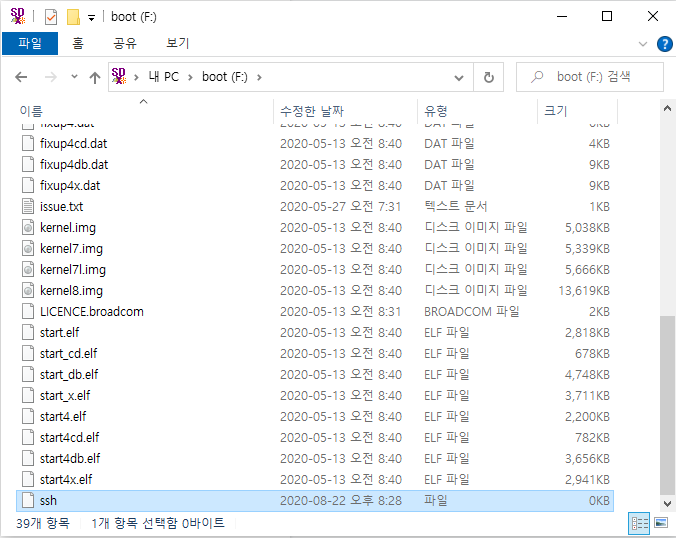 boot (F:)
파일 홈 공유 보기
내 PC > boot (F:) > boot (F:) 검색
이름 수정한 날짜 유형 크기
fixup4.dat 2020-05-13 오전 8:40 DAT 파일 6KB
fixup4cd.dat 2020-05-13 오전 8:40 DAT 파일 4KB
fixup4db.dat 2020-05-13 오전 8:40 DAT 파일 9KB
fixup4x.dat 2020-05-13 오전 8:40 DAT 파일 9KB
issue.txt 2020-05-27 오전 7:31 텍스트 문서 1KB
kernel.img 2020-05-13 오전 8:40 디스크 이미지 파일 5,038KB
kernel7.img 2020-05-13 오전 8:40 디스크 이미지 파일 5,339KB
kernel7l.img 2020-05-13 오전 8:40 디스크 이미지 파일 5,666KB
kernel8.img 2020-05-13 오전 8:40 디스크 이미지 파일 13,619KB
LICENCE.broadcom 2020-05-13 오전 8:31 BROADCOM 파일 2KB
start.elf 2020-05-13 오전 8:40 ELF 파일 2,818KB
start_cd.elf 2020-05-13 오전 8:40 ELF 파일 678KB
start_db.elf 2020-05-13 오전 8:40 ELF 파일 4,748KB
start_x.elf 2020-05-13 오전 8:40 ELF 파일 3,711KB
start4.elf 2020-05-13 오전 8:40 ELF 파일 2,200KB
start4cd.elf 2020-05-13 오전 8:40 ELF 파일 782KB
start4db.elf 2020-05-13 오전 8:40 ELF 파일 3,656KB
start4x.elf 2020-05-13 오전 8:40 ELF 파일 2,941KB
ssh 2020-08-22 오후 8:28 파일 0KB
39개 항목 1개 항목 선택함 0바이트